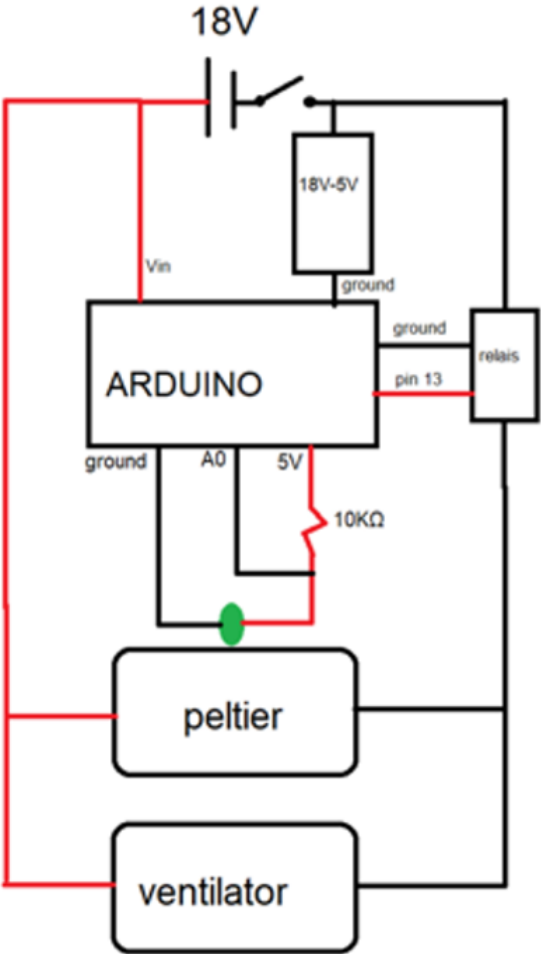 18V
18V-5V
Vin
ground
ground
relais
pin 13
ARDUINO
ground
A0
5V
10KΩ
peltier
ventilator